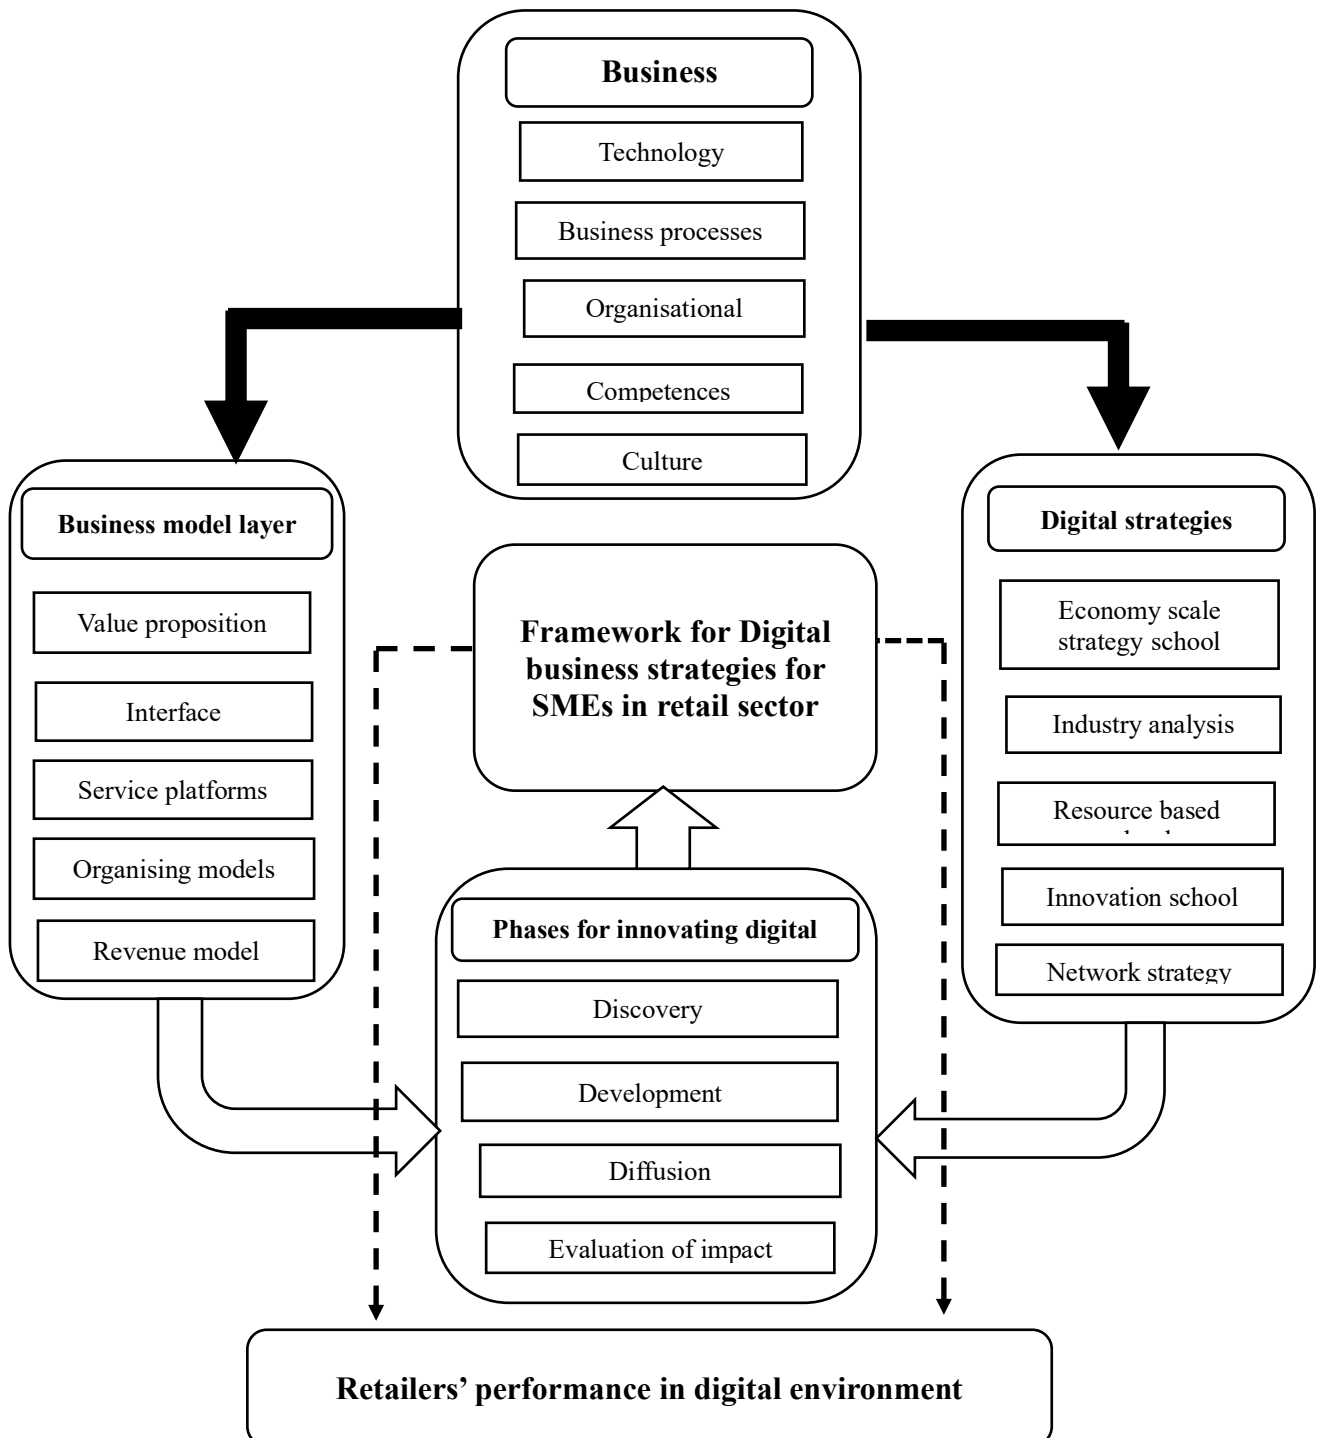 Business
Technology
Business processes
Organisational
Competences
Culture
Business model layer
Value proposition
Interface
Service platforms
Organising models
Revenue model
Framework for Digital
business strategies for
SMEs in retail sector
Digital strategies
Economy scale
strategy school
Industry analysis
Resource based
Innovation school
Network strategy
Phases for innovating digital
Discovery
Development
Diffusion
Evaluation of impact
Retailers’ performance in digital environment